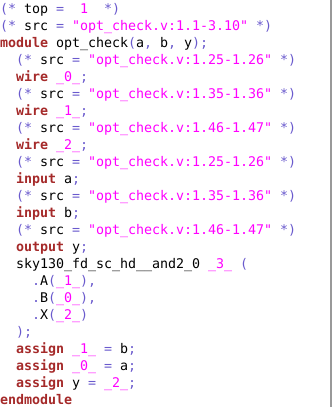 (* top =  1  *)
(* src = "opt_check.v:1.1-3.10" *)
module opt_check(a, b, y);
  (* src = "opt_check.v:1.25-1.26" *)
  wire _0_;
  (* src = "opt_check.v:1.35-1.36" *)
  wire _1_;
  (* src = "opt_check.v:1.46-1.47" *)
  wire _2_;
  (* src = "opt_check.v:1.25-1.26" *)
  input a;
  (* src = "opt_check.v:1.35-1.36" *)
  input b;
  (* src = "opt_check.v:1.46-1.47" *)
  output y;
  sky130_fd_sc_hd__and2_0 _3_ (
    .A(_1_),
    .B(_0_),
    .X(_2_)
  );
  assign _1_ = b;
  assign _0_ = a;
  assign y = _2_;
endmodule